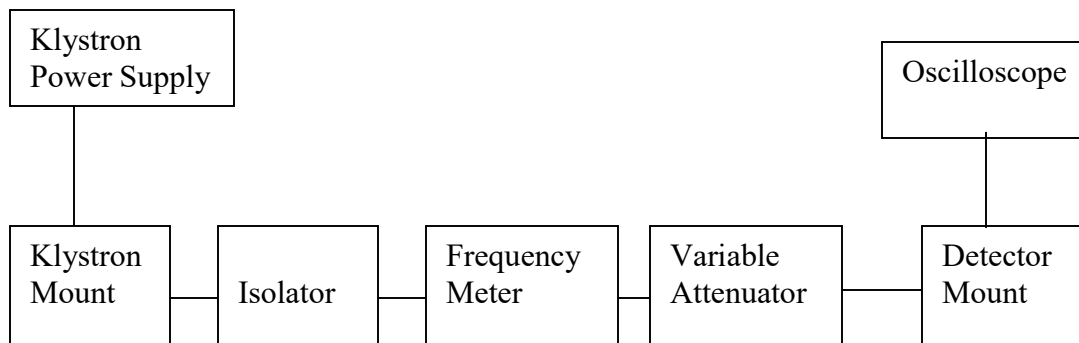 Klystron
Power Supply
Oscilloscope
Klystron
Mount
Isolator
Frequency
Meter
Variable
Attenuator
Detector
Mount